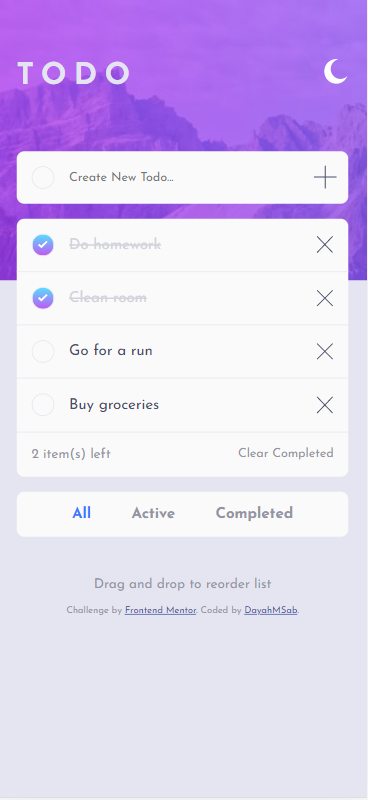 TODO
Create New Todo...
Do homework
Clean room
Go for a run
Buy groceries
2 item(s) left Clear Completed
All Active Completed
Drag and drop to reorder list
Challenge by Frontend Mentor. Coded by DayahMSab.